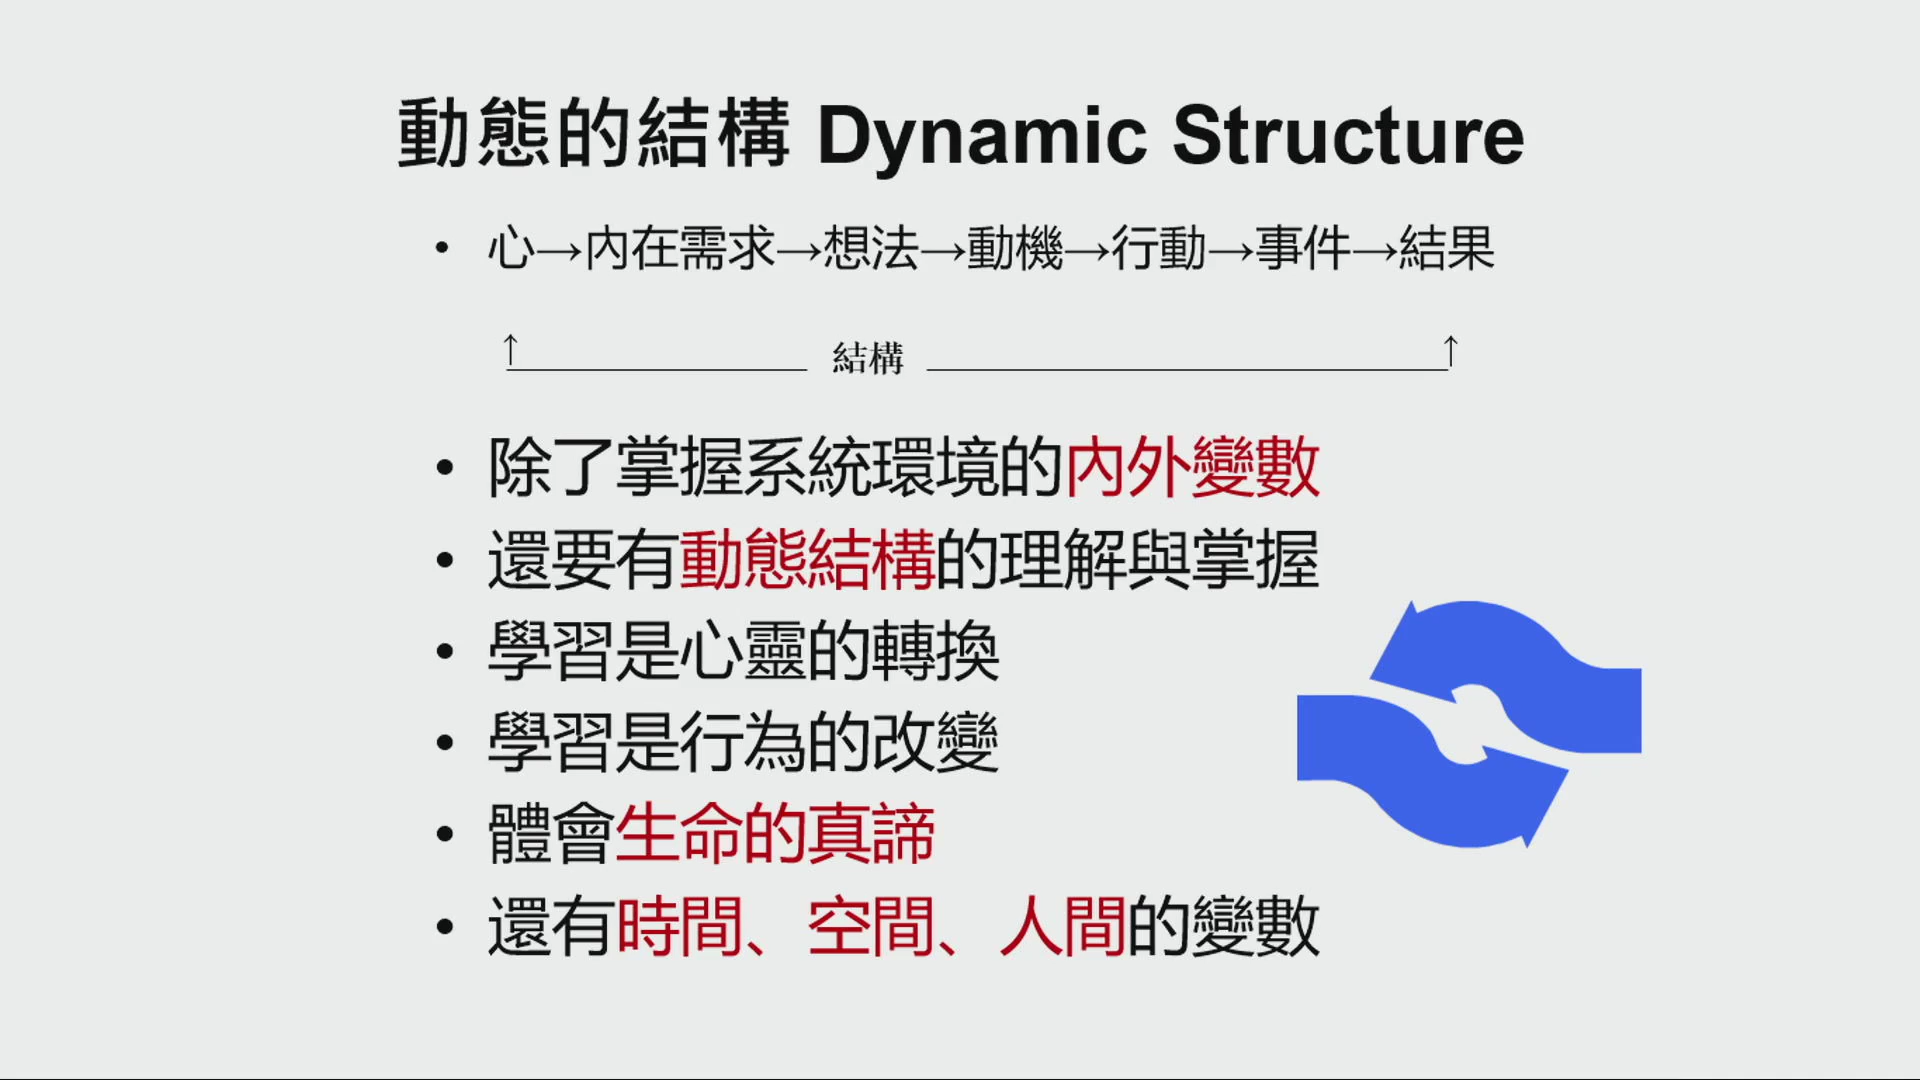 動態的結構 Dynamic Structure
• 心→內在需求→想法→動機→行動→事件→結果
↑ 結構 ↑
• 除了掌握系統環境的內外變數
• 還要有動態結構的理解與掌握
• 學習是心靈的轉換
• 學習是行為的改變
• 體會生命的真諦
• 還有時間、空間、人間的變數